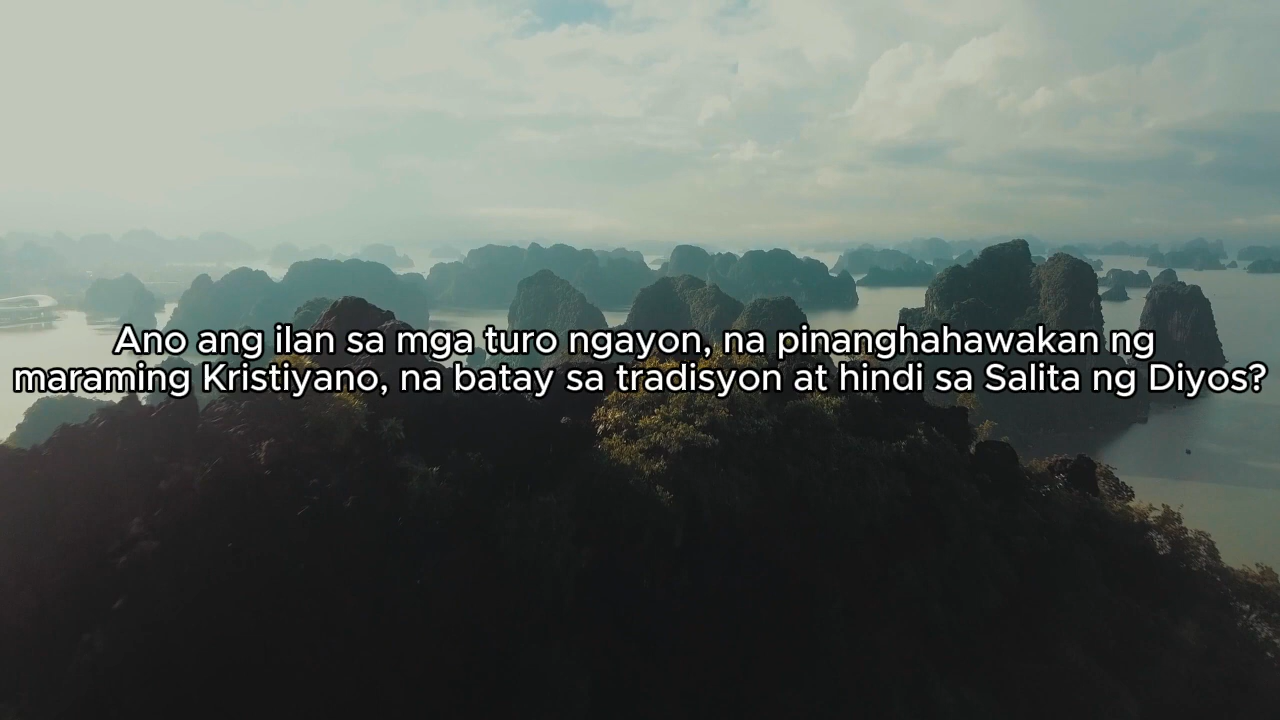 Ano ang ilan sa mga turo ngayon, na pinanghahawakan ng
maraming Kristiyano, na batay sa tradisyon at hindi sa Salita ng Diyos?